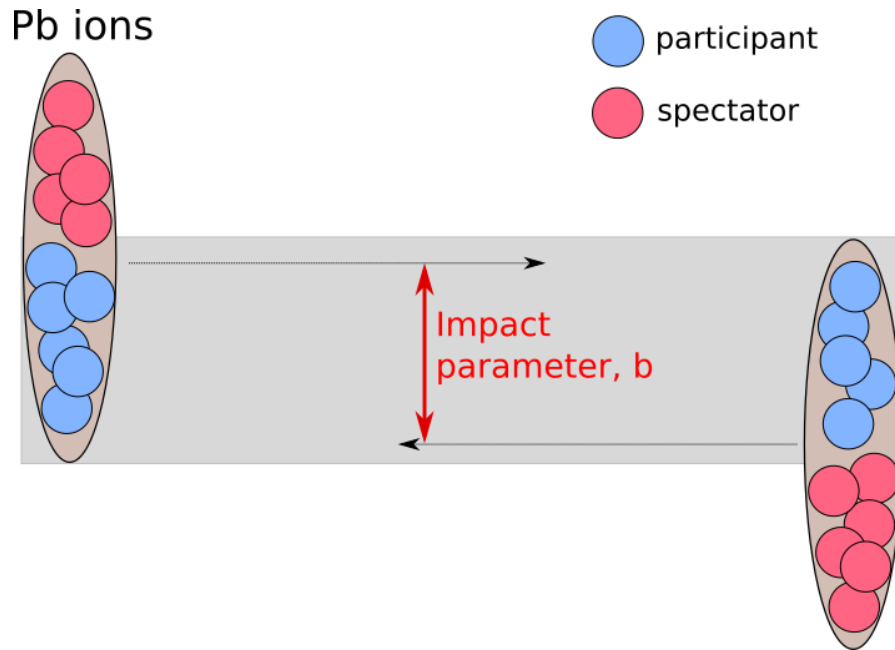 Pb ions
participant
spectator
Impact
parameter, b